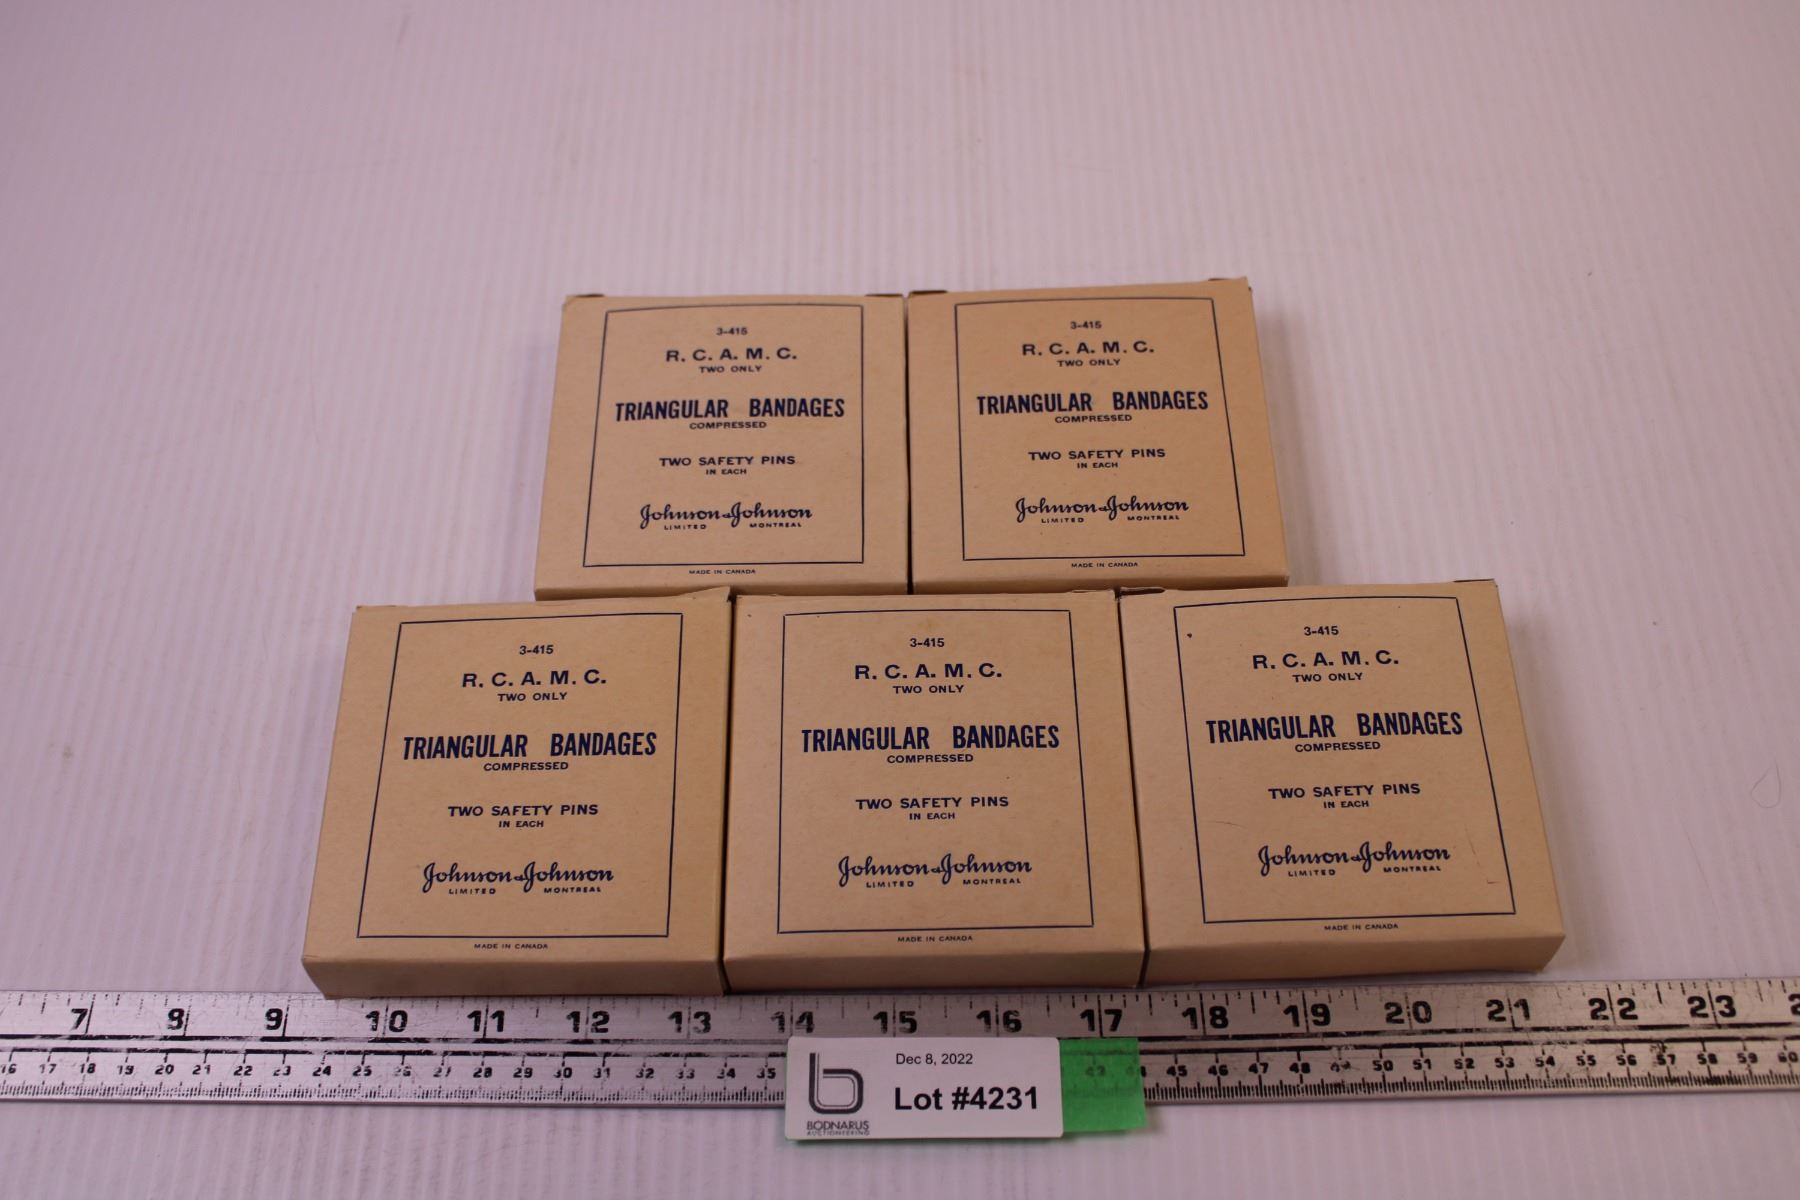 3-415
R. C. A. M. C.
TWO ONLY
TRIANGULAR BANDAGES
COMPRESSED
TWO SAFETY PINS
IN EACH
Johnson & Johnson
LIMITED MONTREAL
MADE IN CANADA
3-415
R. C. A. M. C.
TWO ONLY
TRIANGULAR BANDAGES
COMPRESSED
TWO SAFETY PINS
IN EACH
Johnson & Johnson
LIMITED MONTREAL
MADE IN CANADA
3-415
R. C. A. M. C.
TWO ONLY
TRIANGULAR BANDAGES
COMPRESSED
TWO SAFETY PINS
IN EACH
Johnson & Johnson
LIMITED MONTREAL
MADE IN CANADA
3-415
R. C. A. M. C.
TWO ONLY
TRIANGULAR BANDAGES
COMPRESSED
TWO SAFETY PINS
IN EACH
Johnson & Johnson
LIMITED MONTREAL
MADE IN CANADA
3-415
R. C. A. M. C.
TWO ONLY
TRIANGULAR BANDAGES
COMPRESSED
TWO SAFETY PINS
IN EACH
Johnson & Johnson
LIMITED MONTREAL
MADE IN CANADA
7 8 9 10 11 12 13 14 15 16 17 18 19 20 21 22 23
16 17 18 19 20 21 22 23 24 25 26 27 28 29 30 31 32 33 34 35 43 45 46 47 48 49 50 51 52 53 54 55 56 57 58 59 60
Dec 8, 2022
Lot #4231
b
BODNARUS
AUCTIONEERING